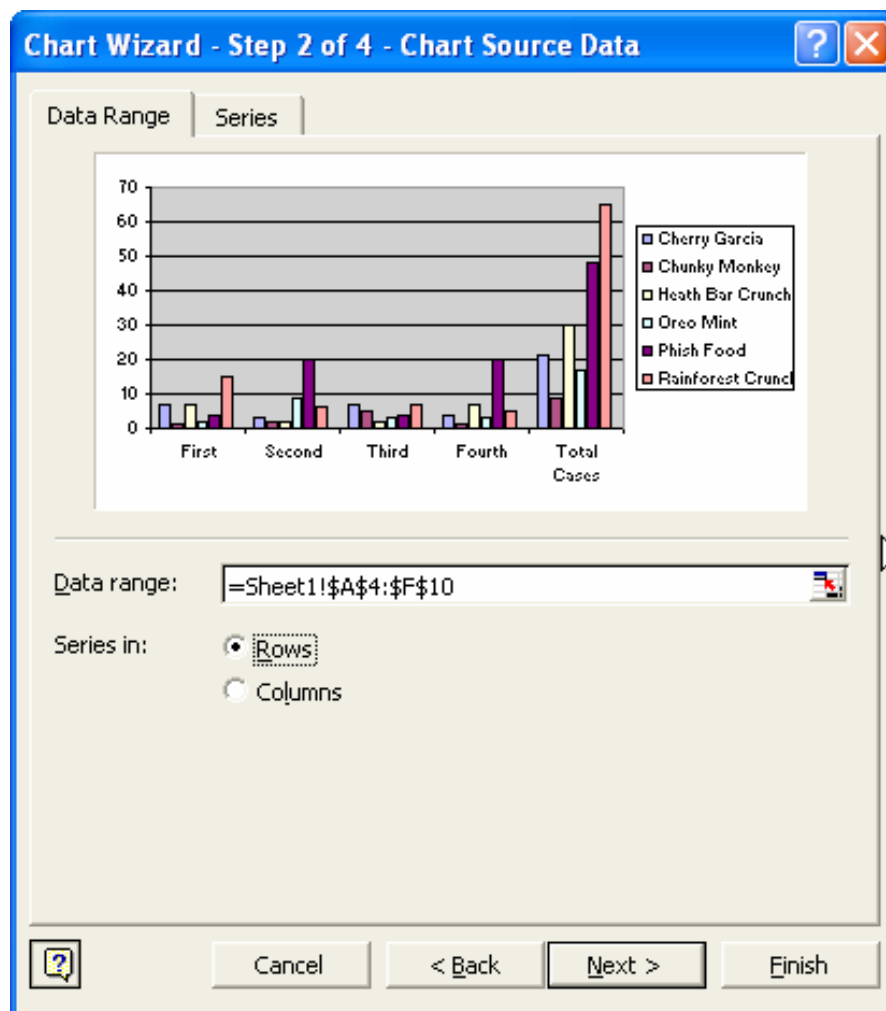 Chart Wizard - Step 2 of 4 - Chart Source Data
Data Range
Series
70
60
50
40
30
20
10
0
First
Second
Third
Fourth
Total
Cases
Cherry Garcia
Chunky Monkey
Heath Bar Crunch
Oreo Mint
Phish Food
Rainforest Crunc
Data range:
=Sheet1!$A$4:$F$10
Series in:
Rows
Columns
Cancel
< Back
Next >
Finish